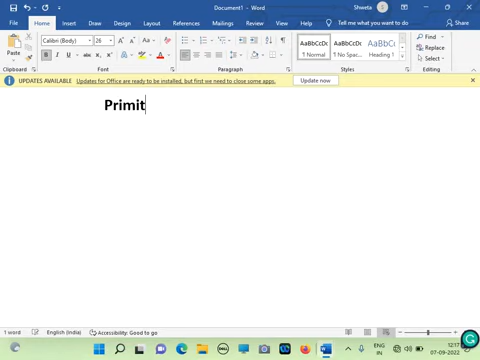 Document1 - Word
Shweta
File Home Insert Draw Design Layout References Mailings Review View Help Tell me what you want to do Share
Paste
Calibri (Body) 26
Clipboard Font Paragraph Styles Editing
AaBbCcDc AaBbCcDc AaBbCc
¶ Normal ¶ No Spac... Heading 1
Find
Replace
Select
UPDATES AVAILABLE Updates for Office are ready to be installed, but first we need to close some apps. Update now
Primit
1 word English (India) Accessibility: Good to go
ENG
IN
12:17
07-09-2022